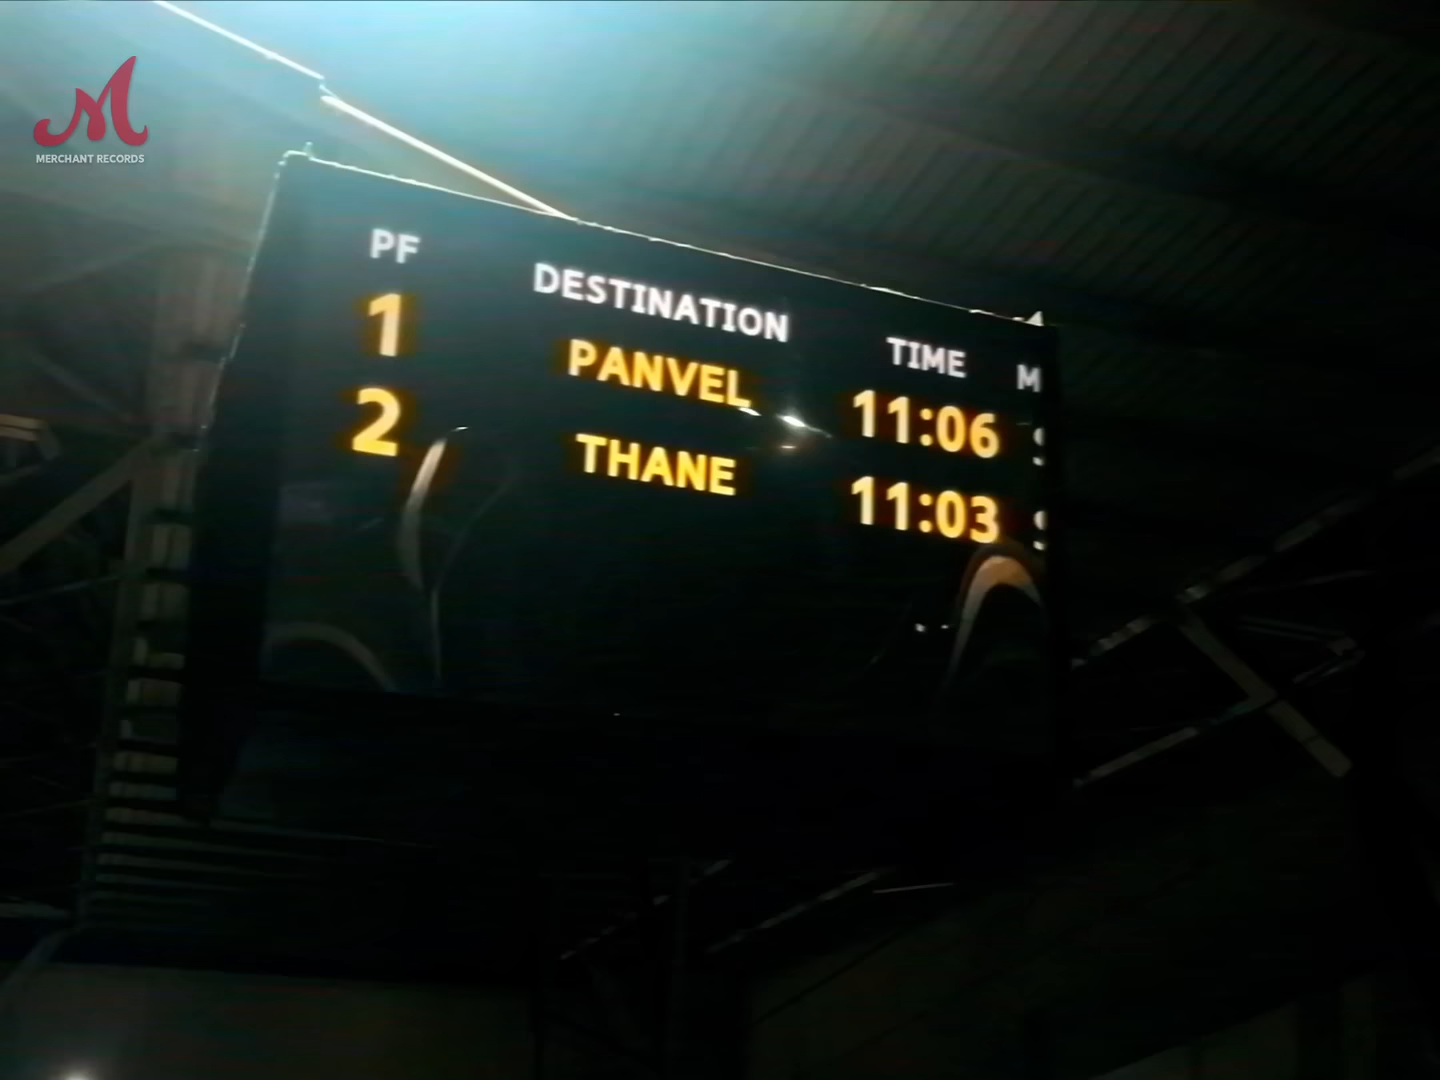 MERCHANT RECORDS
PF DESTINATION TIME M
1 PANVEL 11:06 S
2 THANE 11:03 S